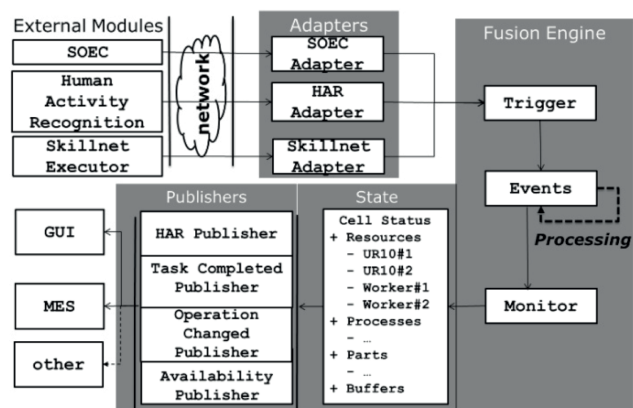 External Modules
SOEC
Human
Activity
Recognition
Skillnet
Executor
network
Adapters
SOEC
Adapter
HAR
Adapter
Skillnet
Adapter
Fusion Engine
Trigger
Events
Processing
Monitor
Publishers
HAR Publisher
Task Completed
Publisher
Operation
Changed
Publisher
Availability
Publisher
State
Cell Status
+ Resources
- UR10#1
- UR10#2
- Worker#1
- Worker#2
+ Processes
- …
+ Parts
- …
+ Buffers
GUI
MES
other